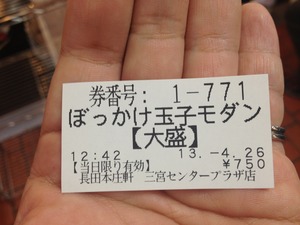 券番号: 1-771
ぼっかけ玉子モダン
【大盛】
12:42 13.-4.26
【当日限り有効】 ¥750
長田本庄軒 三宮センタープラザ店